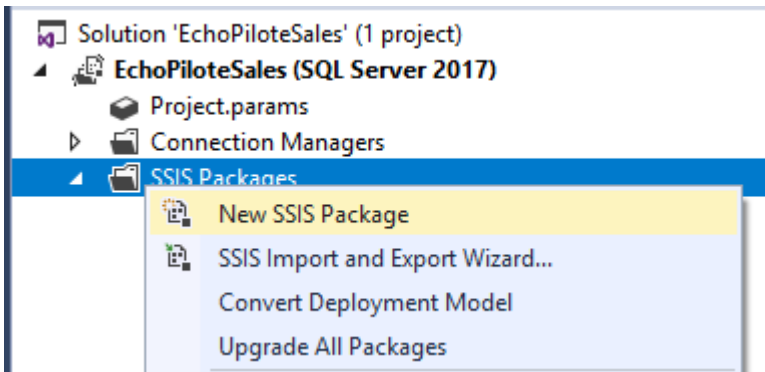 Solution 'EchoPiloteSales' (1 project)
EchoPiloteSales (SQL Server 2017)
Project.params
Connection Managers
SSIS Packages
New SSIS Package
SSIS Import and Export Wizard...
Convert Deployment Model
Upgrade All Packages